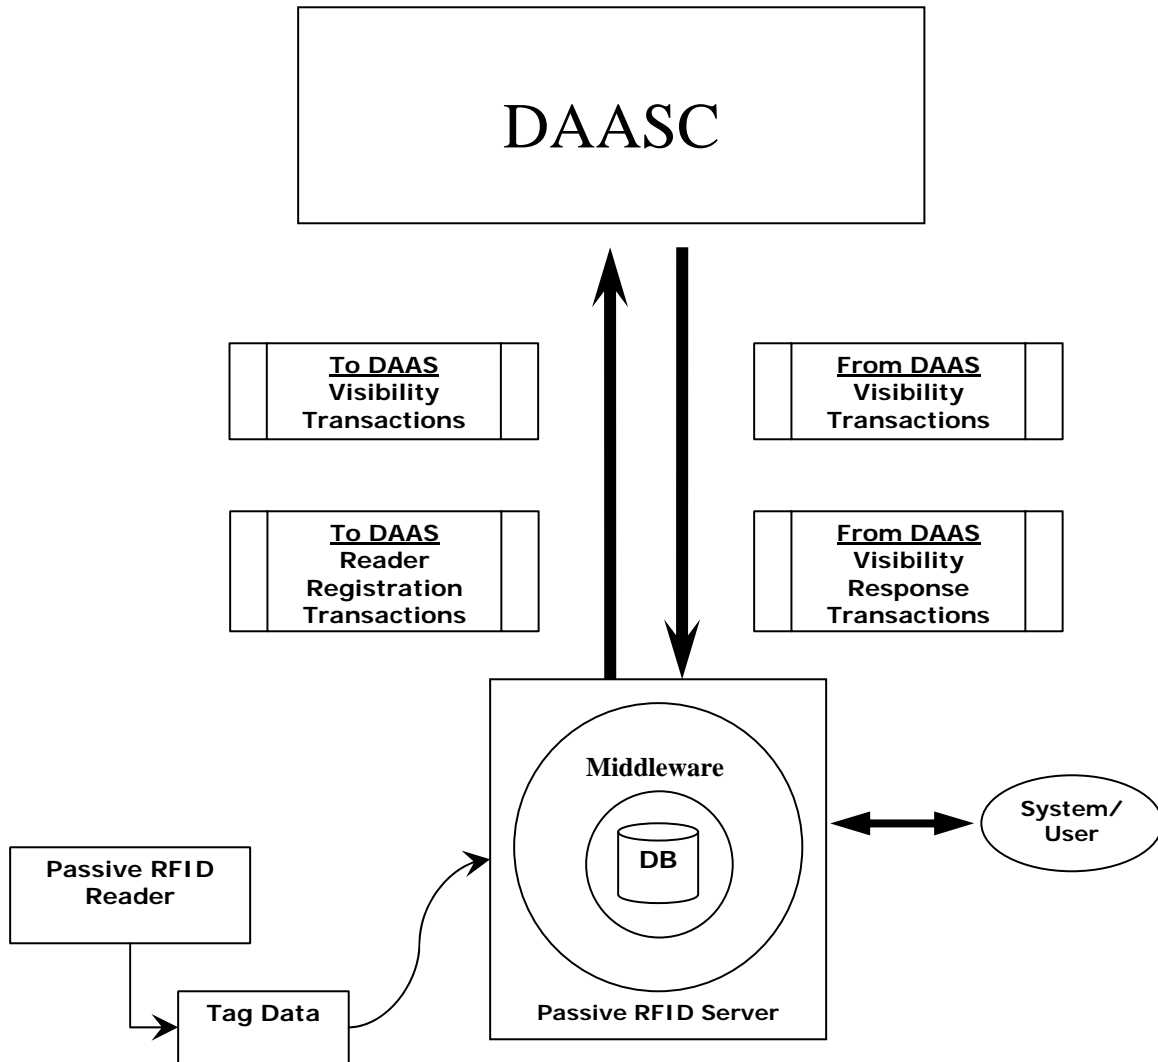 DAASC
To DAAS
Visibility
Transactions
From DAAS
Visibility
Transactions
To DAAS
Reader
Registration
Transactions
From DAAS
Visibility
Response
Transactions
Middleware
DB
Passive RFID Server
System/
User
Passive RFID
Reader
Tag Data